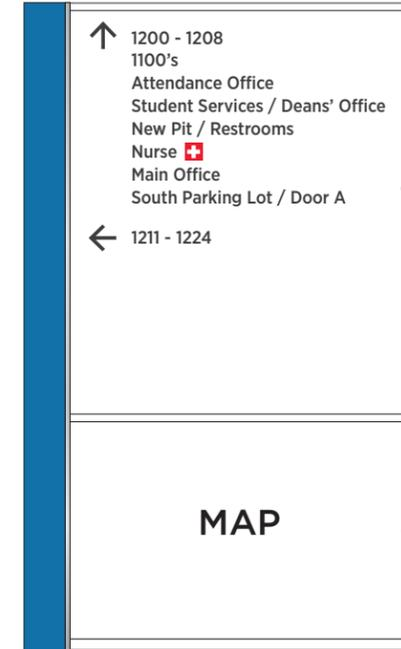 1200 - 1208
1100’s
Attendance Office
Student Services / Deans’ Office
New Pit / Restrooms
Nurse
Main Office
South Parking Lot / Door A
1211 - 1224
MAP